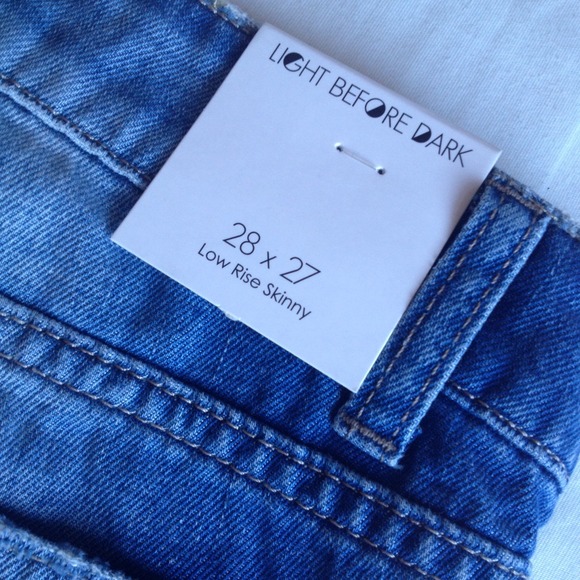 LIGHT BEFORE DARK
28 x 27
Low Rise Skinny